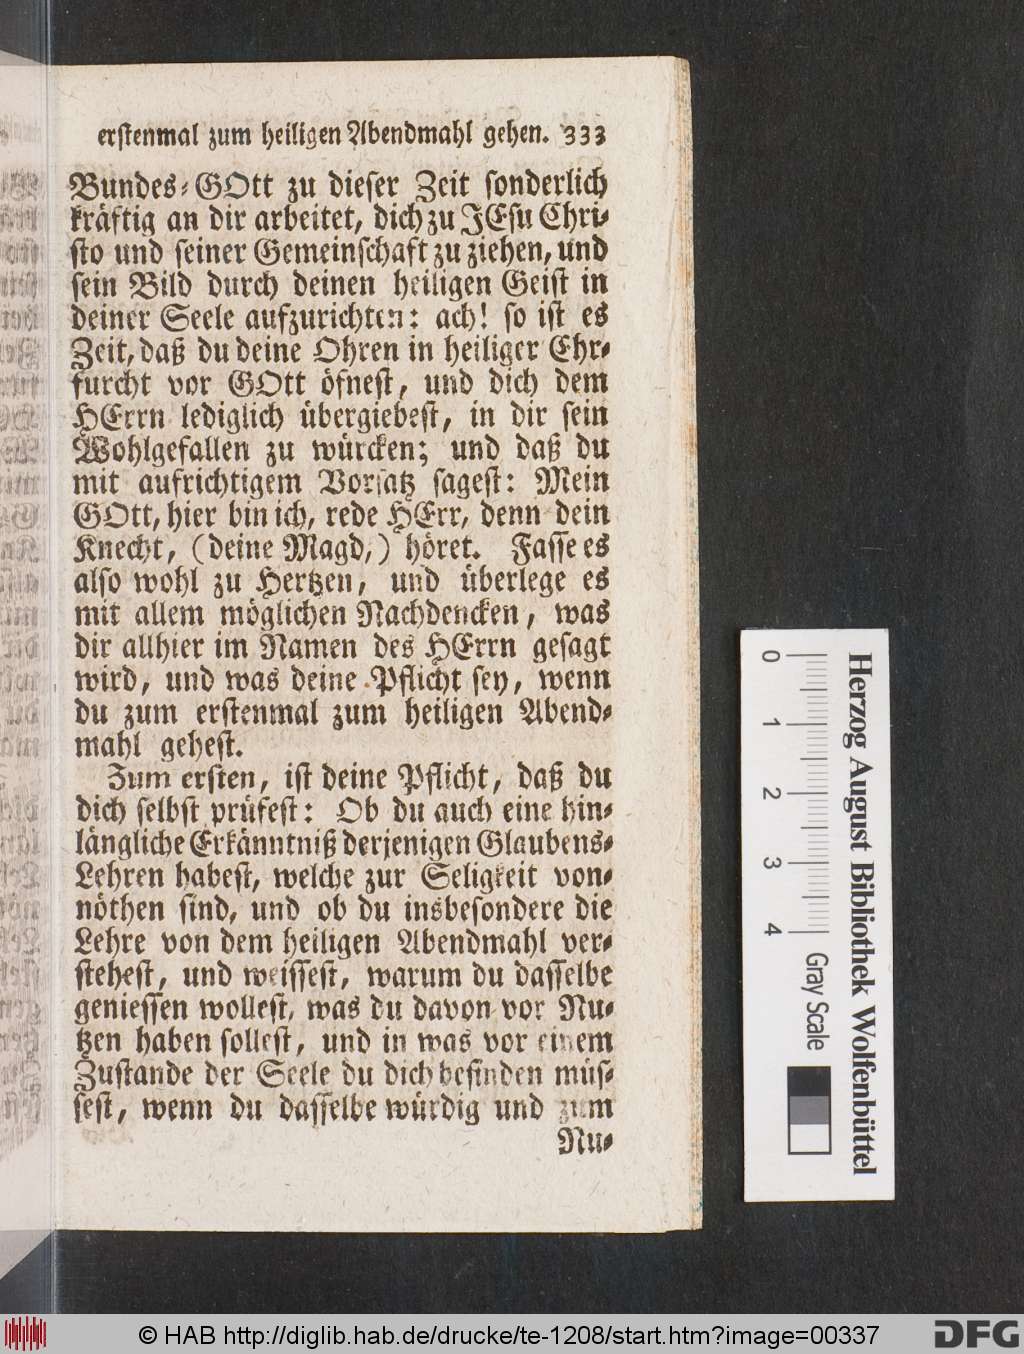 erstenmal zum heiligen Abendmahl gehen. 333
Bundes-GOtt zu dieser Zeit sonderlich
kräftig an dir arbeitet, dich zu JEsu Chri-
sto und seiner Gemeinschaft zu ziehen, und
sein Bild durch deinen heiligen Geist in
deiner Seele aufzurichten: ach! so ist es
Zeit, daß du deine Ohren in heiliger Ehr-
furcht vor GOtt öfnest, und dich dem
HErrn lediglich übergiebest, in dir sein
Wohlgefallen zu würcken; und daß du
mit aufrichtigem Vorsatz sagest: Mein
GOtt, hier bin ich, rede HErr, denn dein
Knecht, (deine Magd,) höret. Fasse es
also wohl zu Hertzen, und überlege es
mit allem möglichen Nachdencken, was
dir allhier im Namen des HErrn gesagt
wird, und was deine Pflicht sey, wenn
du zum erstenmal zum heiligen Abend-
mahl gehest.
Zum ersten, ist deine Pflicht, daß du
dich selbst prüfest: Ob du auch eine hin-
längliche Erkänntniß derjenigen Glaubens-
Lehren habest, welche zur Seligkeit von-
nöthen sind, und ob du insbesondere die
Lehre von dem heiligen Abendmahl ver-
stehest, und weissest, warum du dasselbe
geniessen wollest, was du davon vor Nu-
tzen haben sollest, und in was vor einem
Zustande der Seele du dich befinden müs-
sest, wenn du dasselbe würdig und zum
Nu-
0 1 2 3 4
Gray Scale
Herzog August Bibliothek Wolfenbüttel
© HAB http://diglib.hab.de/drucke/te-1208/start.htm?image=00337
DFG